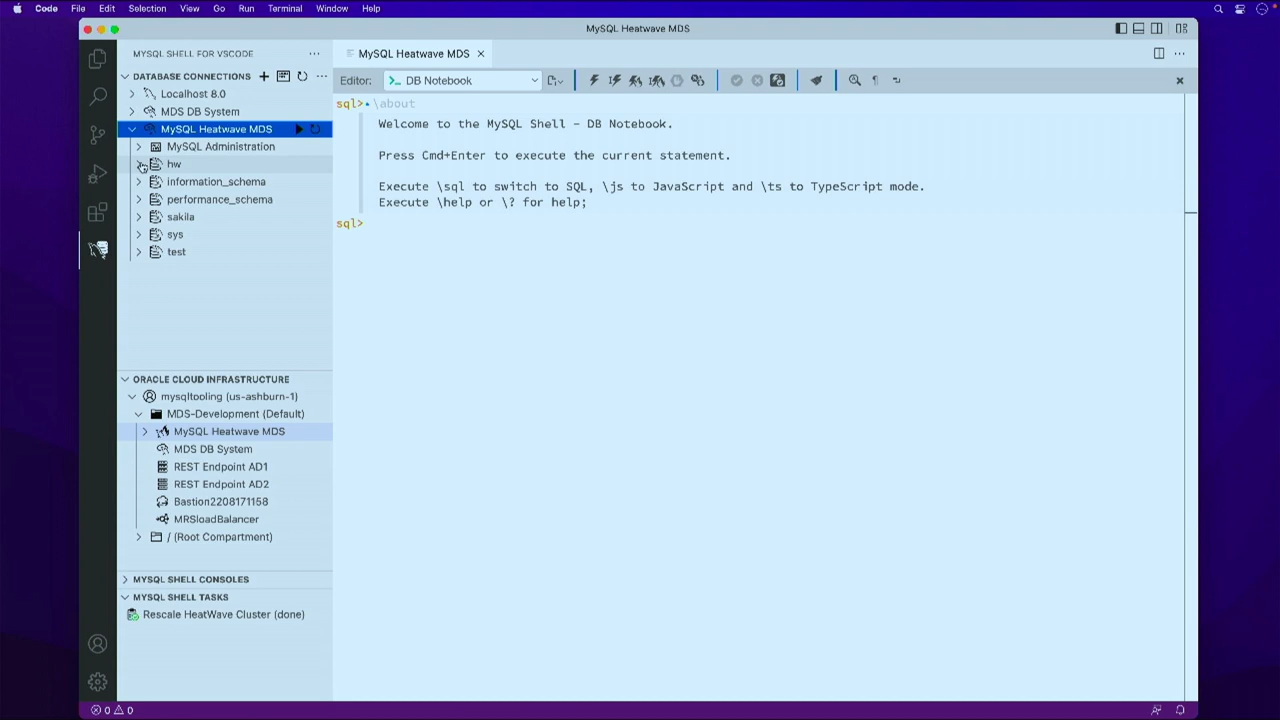 Code File Edit Selection View Go Run Terminal Window Help
MySQL Heatwave MDS
MYSQL SHELL FOR VSCODE
MySQL Heatwave MDS
DATABASE CONNECTIONS
Editor: DB Notebook
Localhost 8.0
MDS DB System
MySQL Heatwave MDS
MySQL Administration
hw
information_schema
performance_schema
sakila
sys
test
sql> \about
Welcome to the MySQL Shell - DB Notebook.
Press Cmd+Enter to execute the current statement.
Execute \sql to switch to SQL, \js to JavaScript and \ts to TypeScript mode.
Execute \help or \? for help;
sql>
ORACLE CLOUD INFRASTRUCTURE
mysqltooling (us-ashburn-1)
MDS-Development (Default)
MySQL Heatwave MDS
MDS DB System
REST Endpoint AD1
REST Endpoint AD2
Bastion2208171158
MRSloadBalancer
/ (Root Compartment)
MYSQL SHELL CONSOLES
MYSQL SHELL TASKS
Rescale HeatWave Cluster (done)
0 0